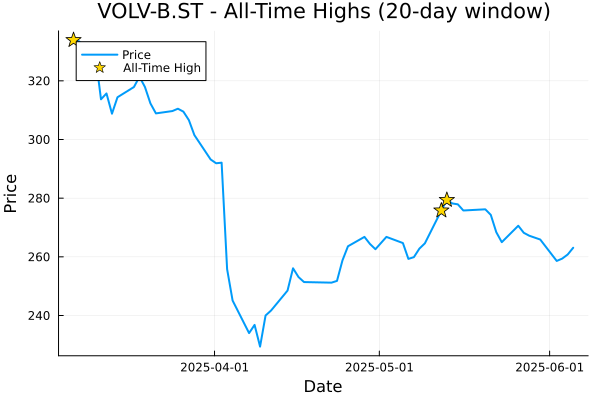 VOLV-B.ST - All-Time Highs (20-day window)
Price
All-Time High
320
300
280
260
240
Price
2025-04-01
2025-05-01
2025-06-01
Date